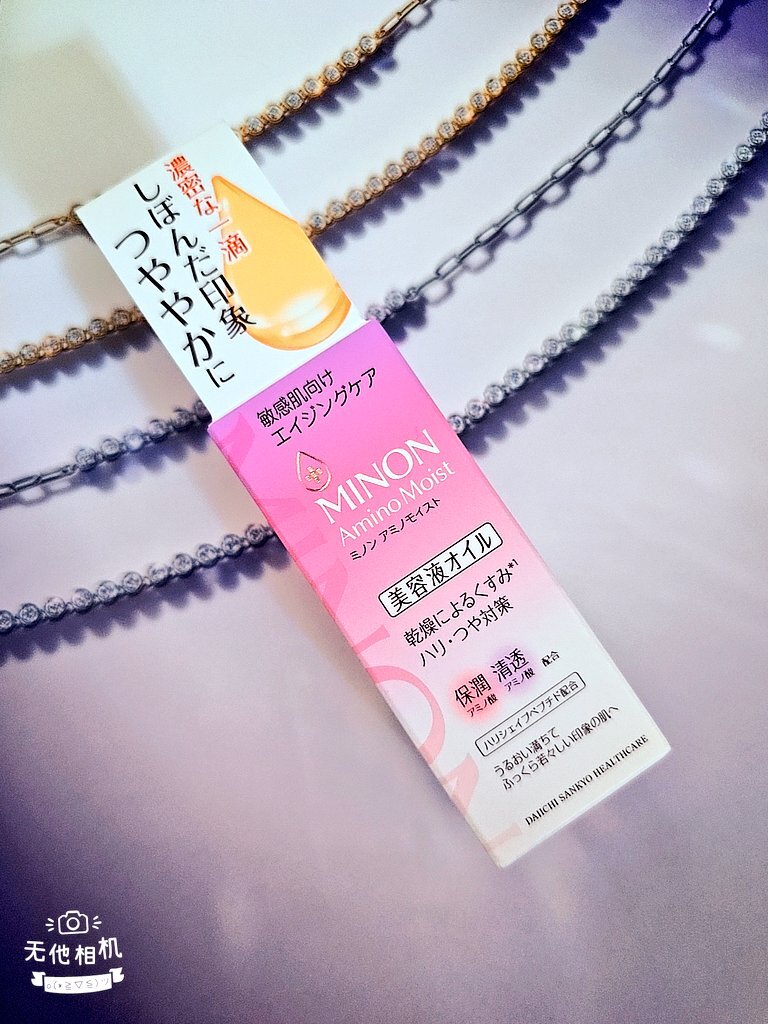 濃密な一滴
しぼんだ印象
つややかに
敏感肌向け
エイジングケア
MINON
Amino Moist
ミノン アミノモイスト
美容液オイル
乾燥によるくすみ*1
ハリ・つや対策
保潤 清透 配合
アミノ酸 アミノ酸
ハリシェイプペプチド配合
うるおい満ちて
ふっくら若々しい印象の肌へ
DAIICHI SANKYO HEALTHCARE
MINON
无他相机